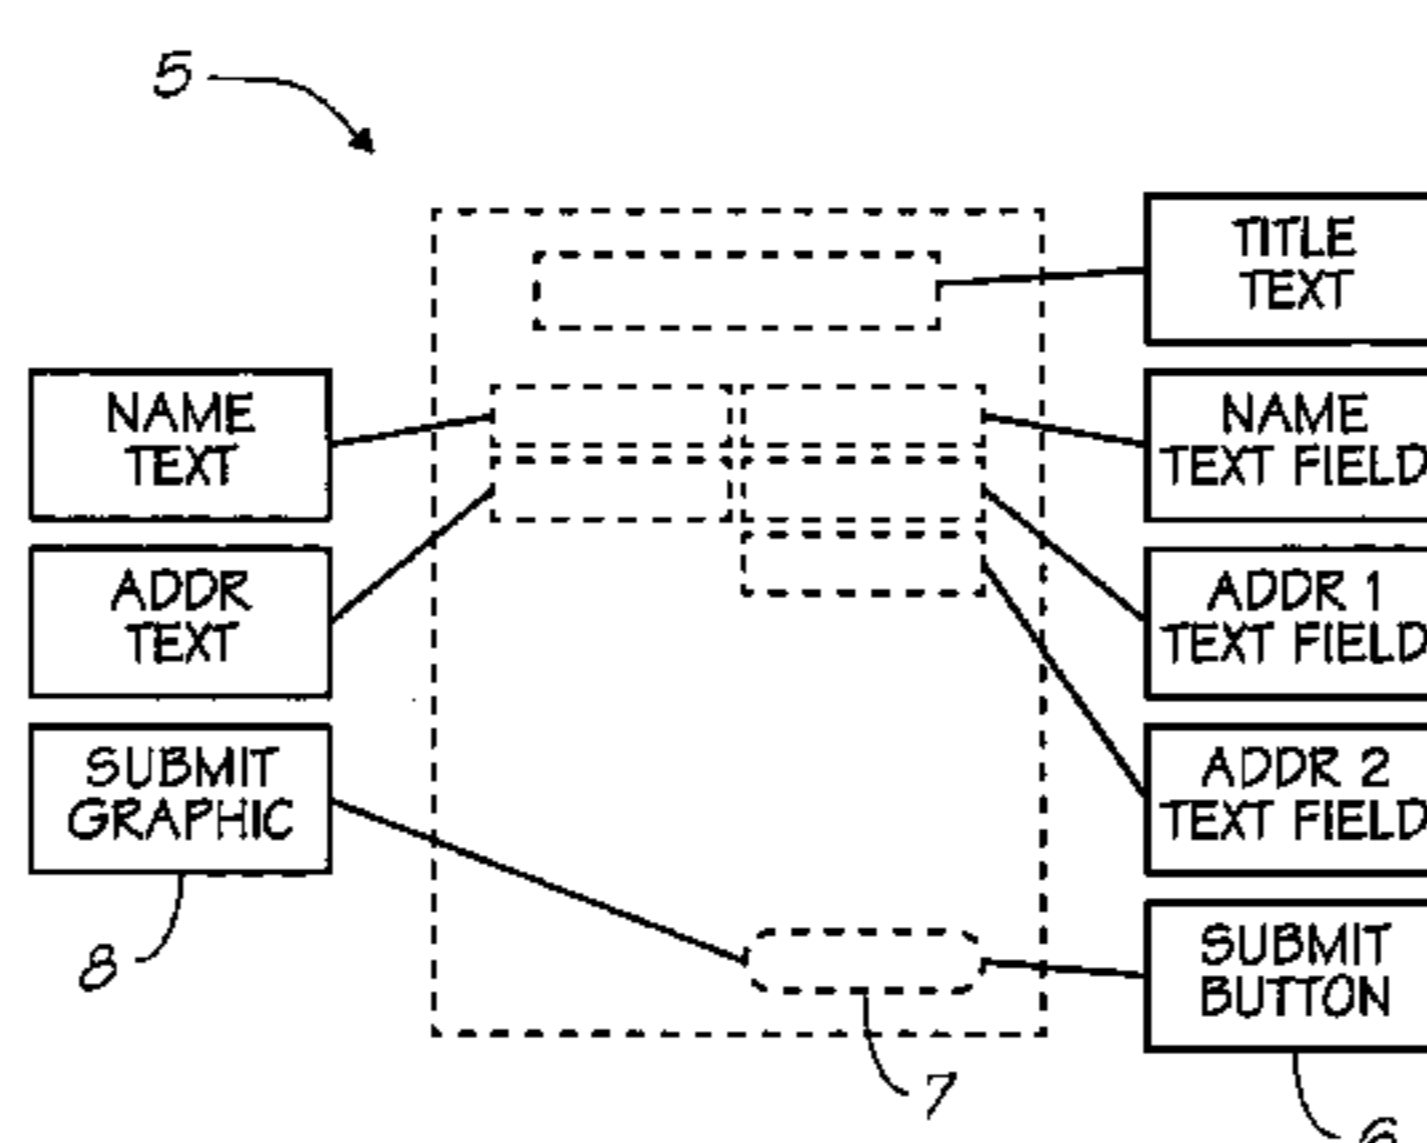 5
TITLE
TEXT
NAME
TEXT
NAME
TEXT FIELD
ADDR
TEXT
ADDR 1
TEXT FIELD
SUBMIT
GRAPHIC
ADDR 2
TEXT FIELD
8
SUBMIT
BUTTON
7
6